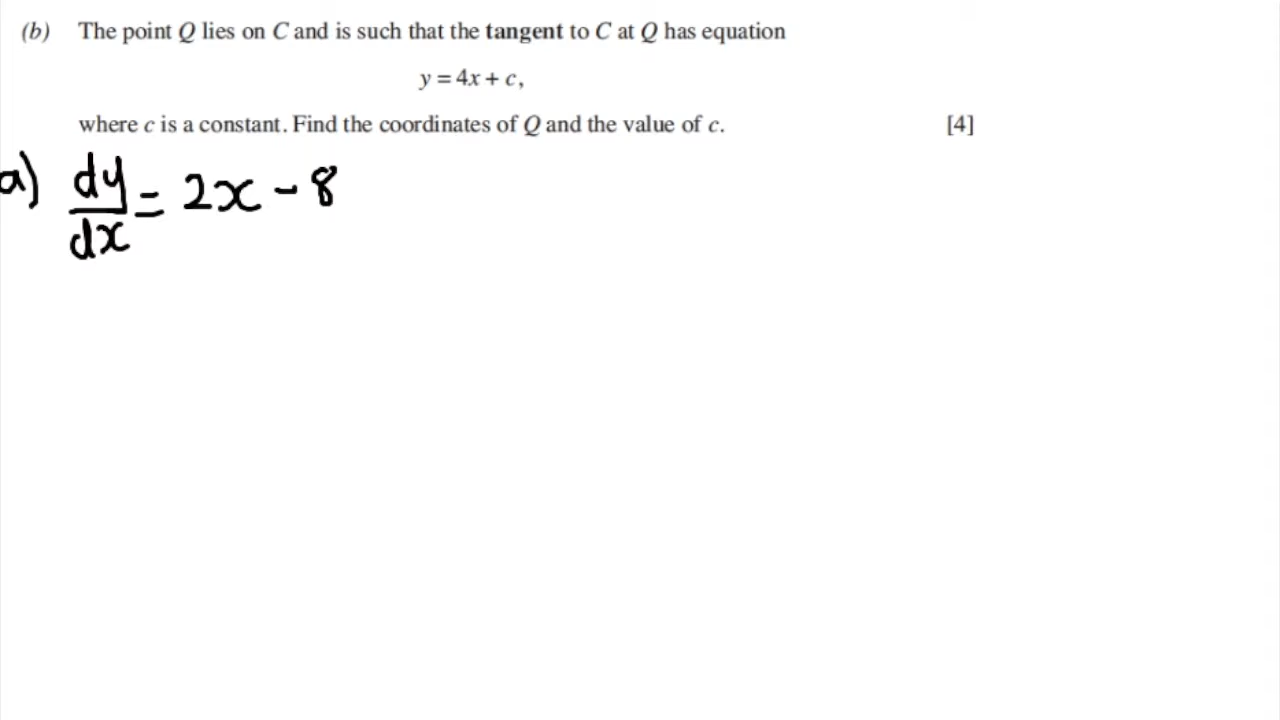 (b) The point Q lies on C and is such that the tangent to C at Q has equation
y = 4x + c,
where c is a constant. Find the coordinates of Q and the value of c. [4]
a) dy/dx = 2x - 8